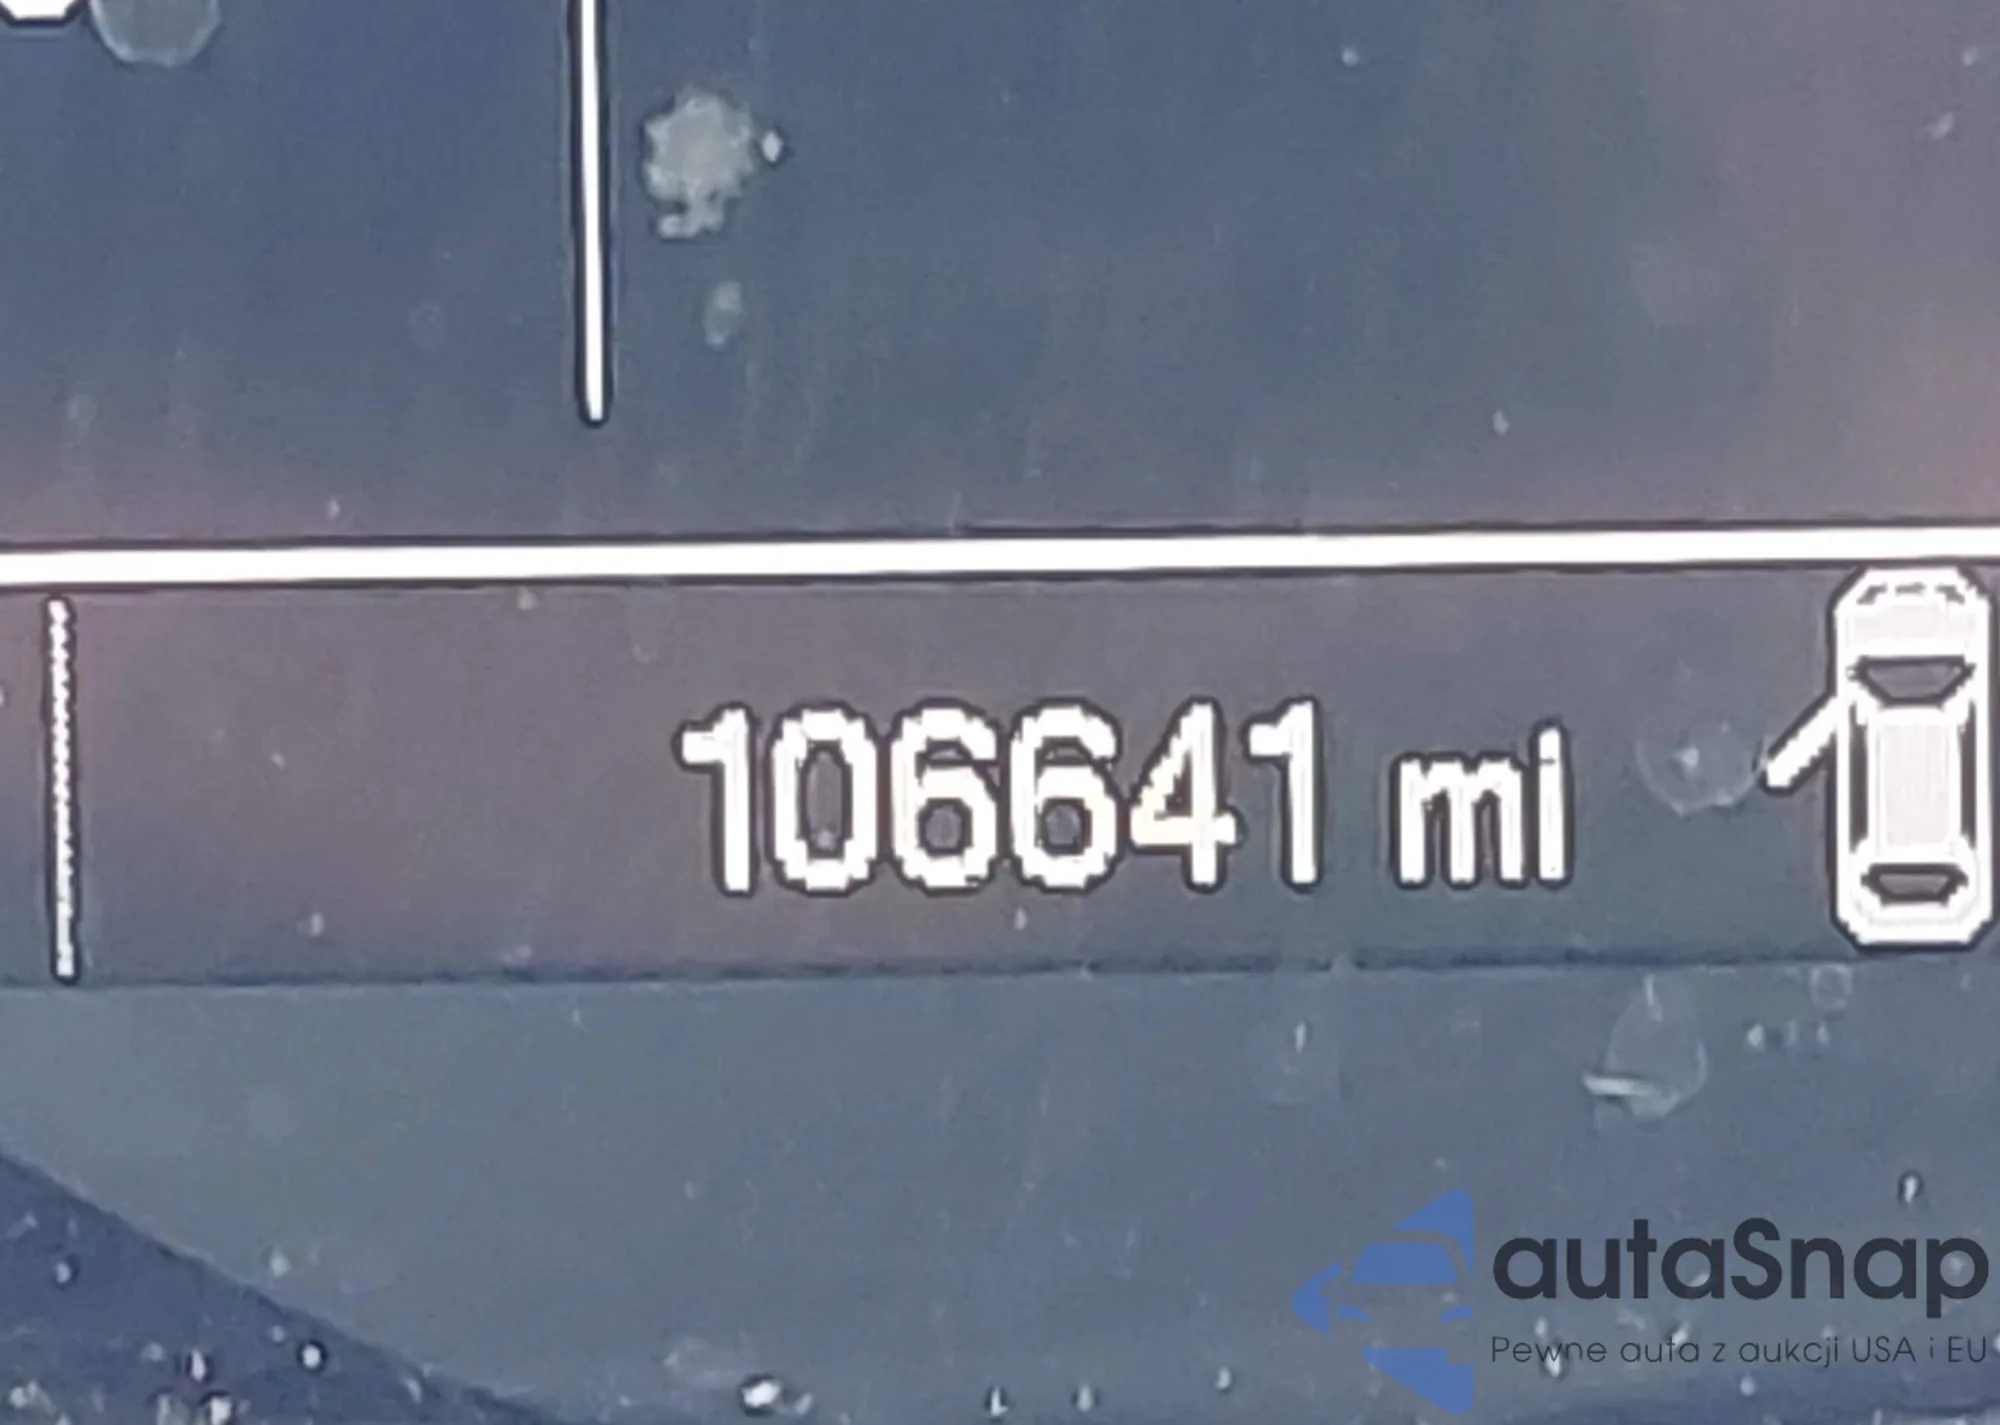 106641 mi
autaSnap
Pewne auta z aukcji USA i EU